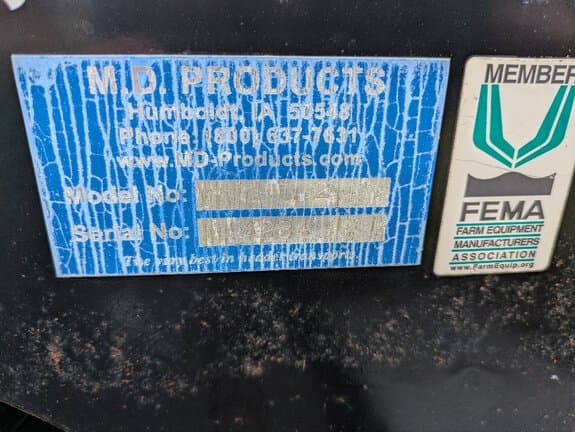 M.D. PRODUCTS
Humboldt, IA 50548
Phone: (800) 637-7631
www.MD-Products.com
Model No:
Serial No:
The very best in header transports.
MEMBER
FEMA
FARM EQUIPMENT
MANUFACTURERS
ASSOCIATION
www.FarmEquip.org